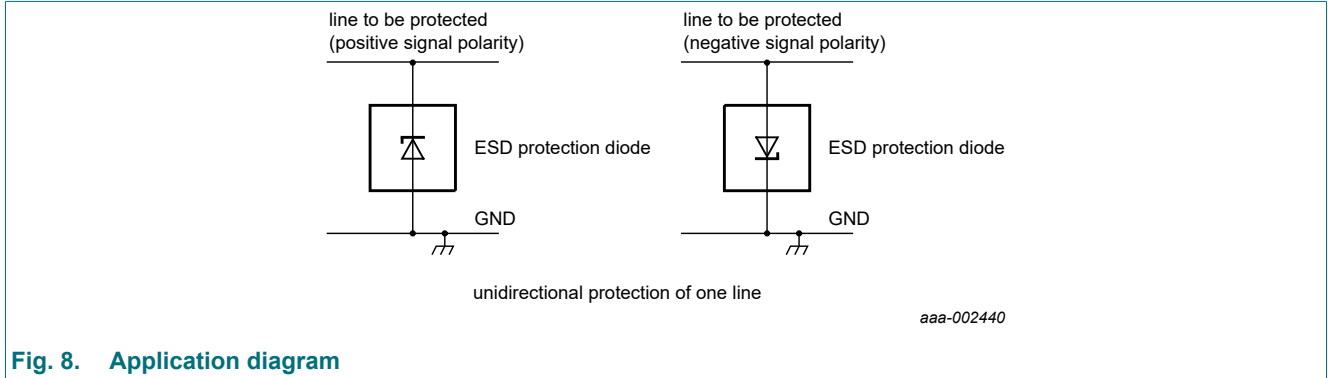 line to be protected
(positive signal polarity)
line to be protected
(negative signal polarity)
ESD protection diode
ESD protection diode
GND
GND
unidirectional protection of one line
aaa-002440
Fig. 8. Application diagram